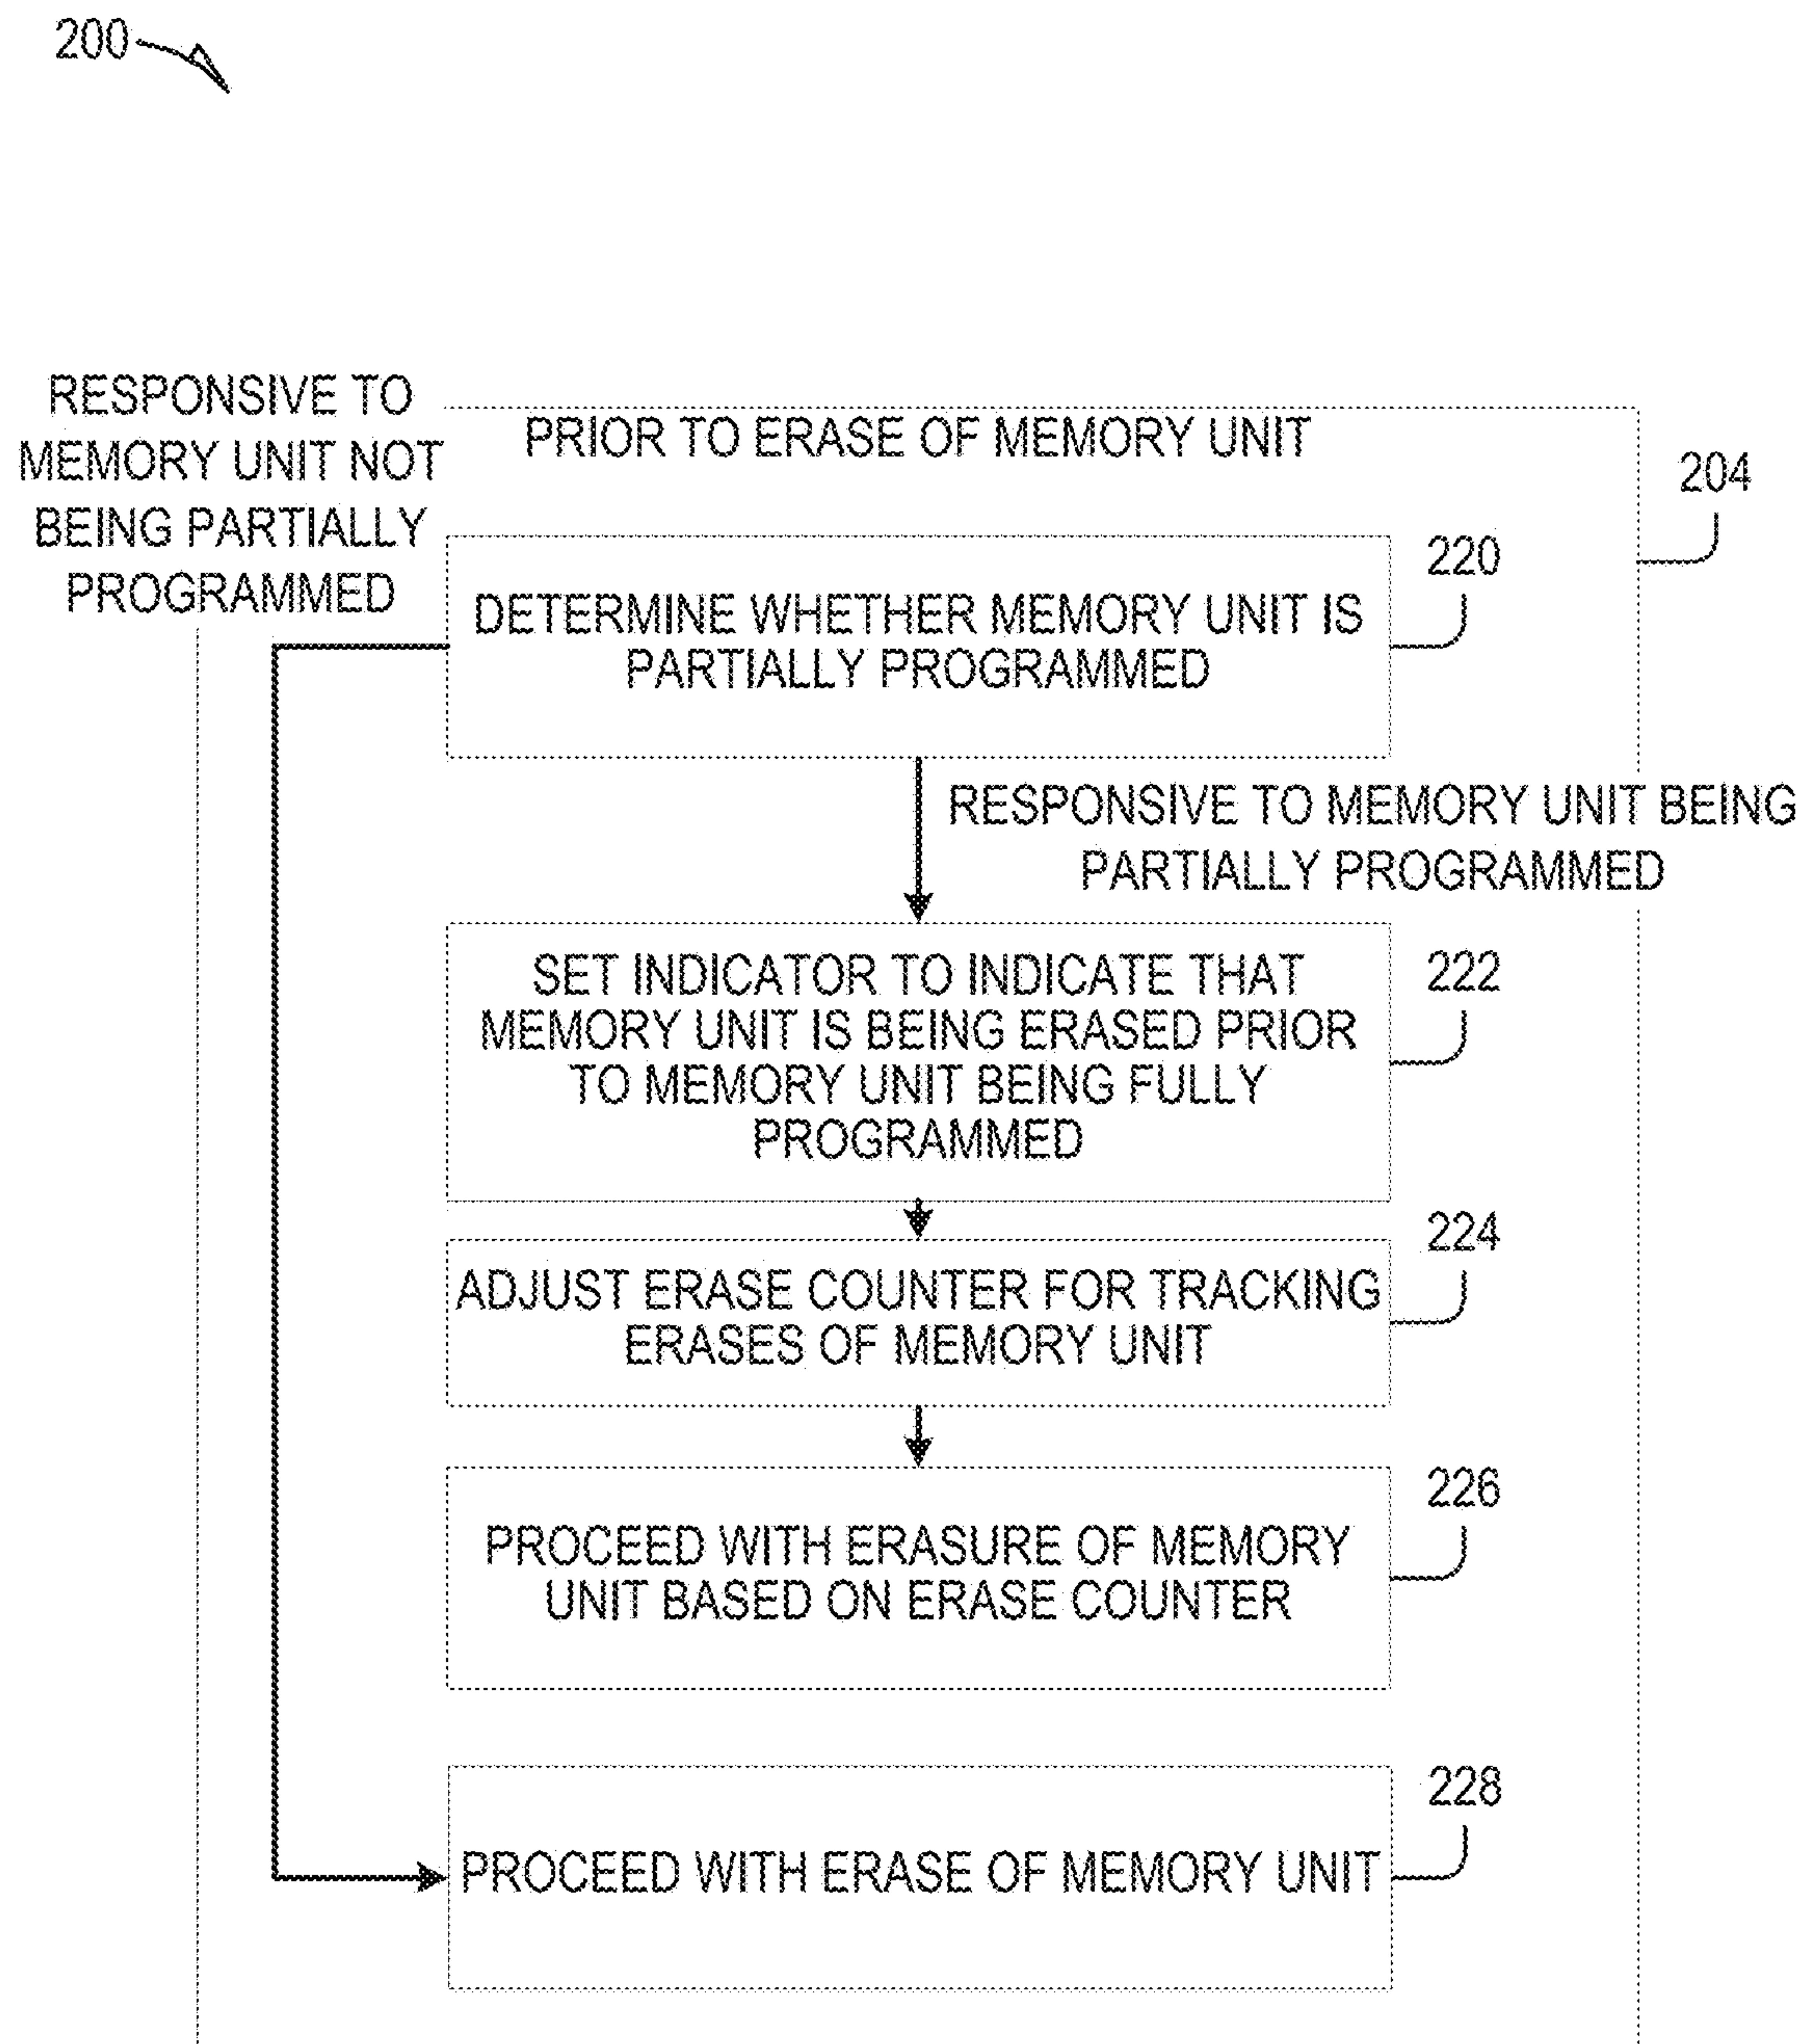 200
RESPONSIVE TO
MEMORY UNIT NOT
BEING PARTIALLY
PROGRAMMED
PRIOR TO ERASE OF MEMORY UNIT
204
220
DETERMINE WHETHER MEMORY UNIT IS
PARTIALLY PROGRAMMED
RESPONSIVE TO MEMORY UNIT BEING
PARTIALLY PROGRAMMED
222
SET INDICATOR TO INDICATE THAT
MEMORY UNIT IS BEING ERASED PRIOR
TO MEMORY UNIT BEING FULLY
PROGRAMMED
224
ADJUST ERASE COUNTER FOR TRACKING
ERASES OF MEMORY UNIT
226
PROCEED WITH ERASURE OF MEMORY
UNIT BASED ON ERASE COUNTER
228
PROCEED WITH ERASE OF MEMORY UNIT